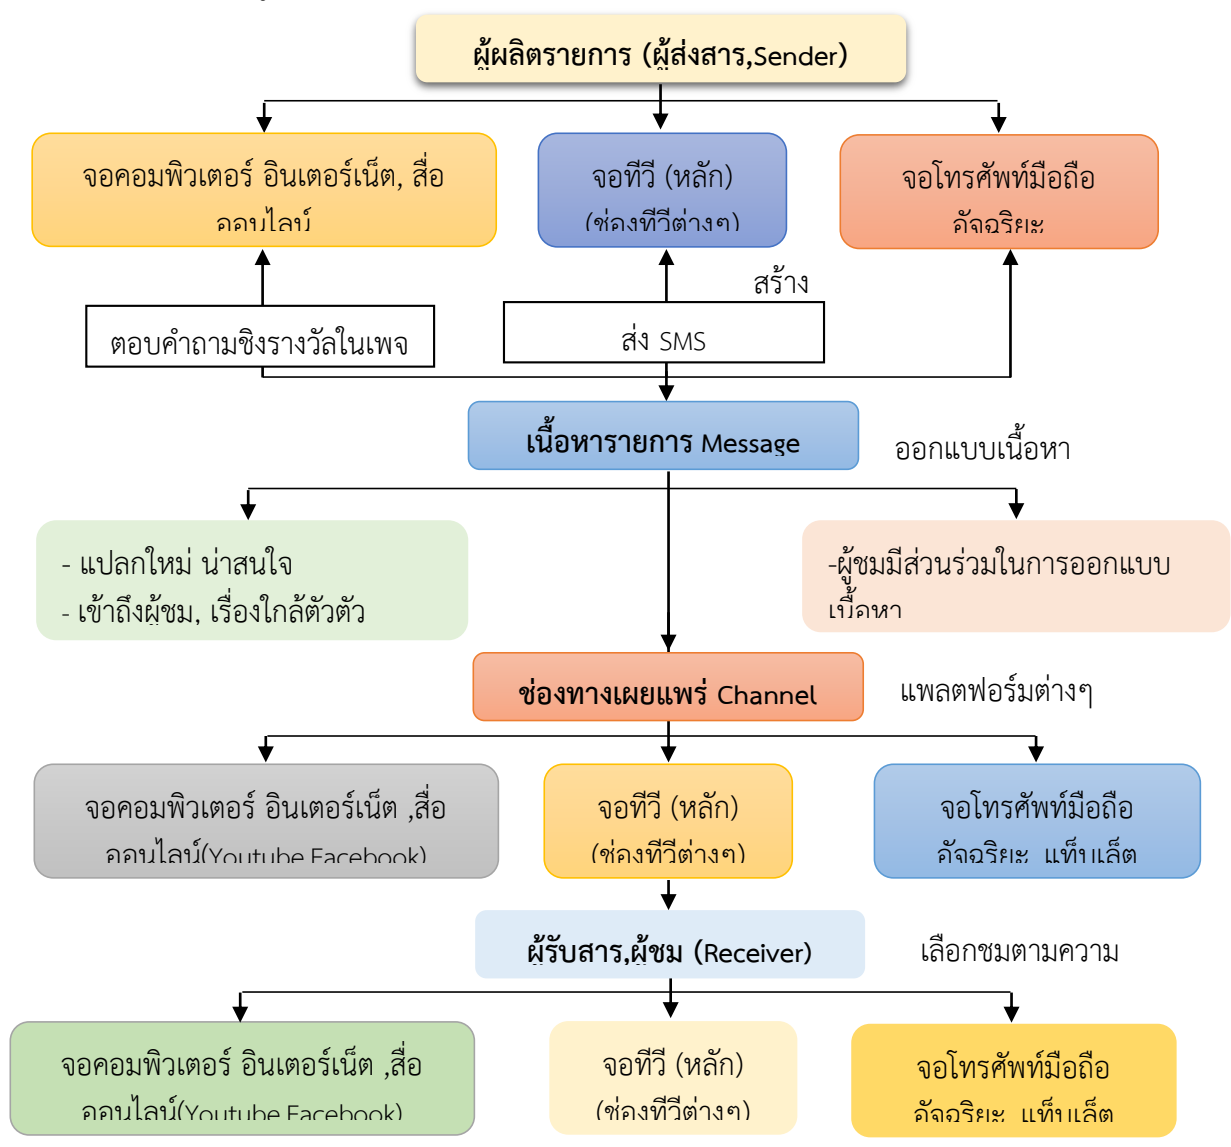 ผู้ผลิตรายการ (ผู้ส่งสาร,Sender)
จอคอมพิวเตอร์ อินเตอร์เน็ต, สื่อ
ออนไลน์
จอทีวี (หลัก)
(ช่องทีวีต่างๆ)
จอโทรศัพท์มือถือ
อัจฉริยะ
สร้าง
ตอบคำถามชิงรางวัลในเพจ
ส่ง SMS
เนื้อหารายการ Message
ออกแบบเนื้อหา
- แปลกใหม่ น่าสนใจ
- เข้าถึงผู้ชม, เรื่องใกล้ตัวตัว
-ผู้ชมมีส่วนร่วมในการออกแบบ
เนื้อหา
ช่องทางเผยแพร่ Channel
แพลตฟอร์มต่างๆ
จอคอมพิวเตอร์ อินเตอร์เน็ต ,สื่อ
ออนไลน์(Youtube Facebook)
จอทีวี (หลัก)
(ช่องทีวีต่างๆ)
จอโทรศัพท์มือถือ
อัจฉริยะ แท็บเล็ต
ผู้รับสาร,ผู้ชม (Receiver)
เลือกชมตามความ
จอคอมพิวเตอร์ อินเตอร์เน็ต ,สื่อ
ออนไลน์(Youtube Facebook)
จอทีวี (หลัก)
(ช่องทีวีต่างๆ)
จอโทรศัพท์มือถือ
อัจฉริยะ แท็บเล็ต